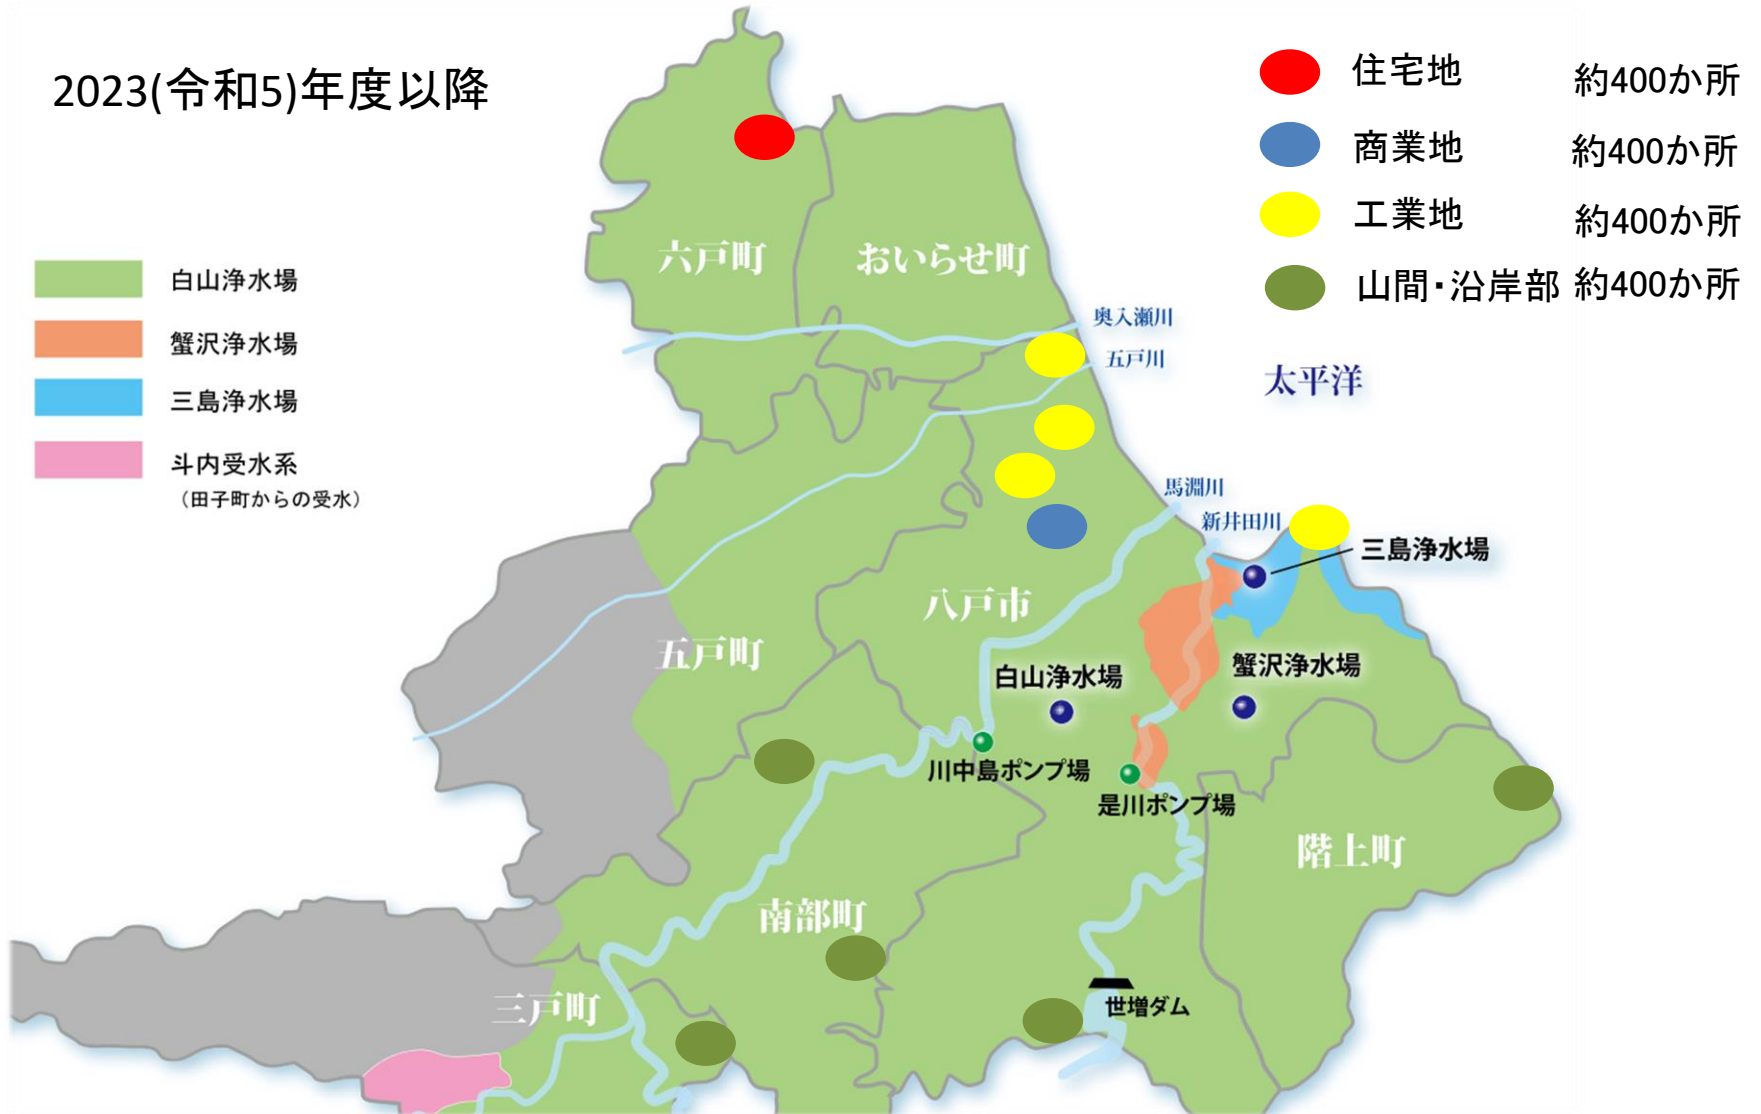 2023(令和5)年度以降
住宅地 約400か所
商業地 約400か所
工業地 約400か所
山間・沿岸部 約400か所
白山浄水場
蟹沢浄水場
三島浄水場
斗内受水系
（田子町からの受水）
六戸町
おいらせ町
奥入瀬川
五戸川
太平洋
馬淵川
新井田川
三島浄水場
八戸市
五戸町
白山浄水場
蟹沢浄水場
川中島ポンプ場
是川ポンプ場
階上町
南部町
三戸町
世増ダム